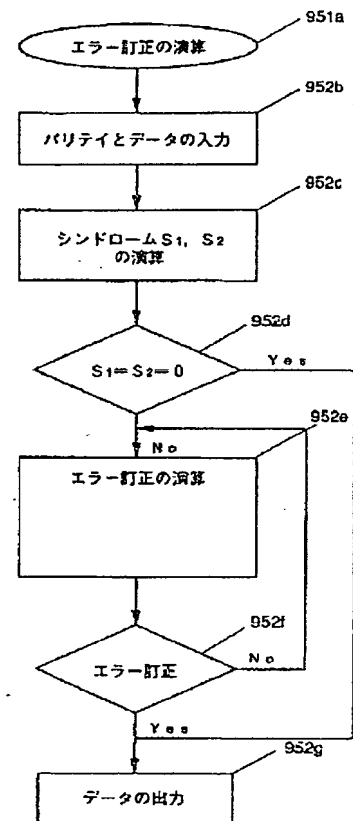 951a
エラー訂正の演算
952b
パリティとデータの入力
952c
シンドロームS1, S2
の演算
952d
S1=S2=0
Yes
952e
No
エラー訂正の演算
952f
エラー訂正
No
Yes
952g
データの出力